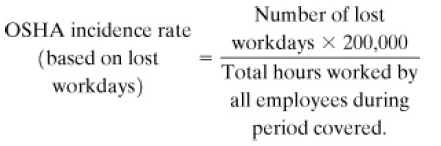 OSHA incidence rate
(based on lost
workdays)
=
Number of lost
workdays × 200,000
Total hours worked by
all employees during
period covered.